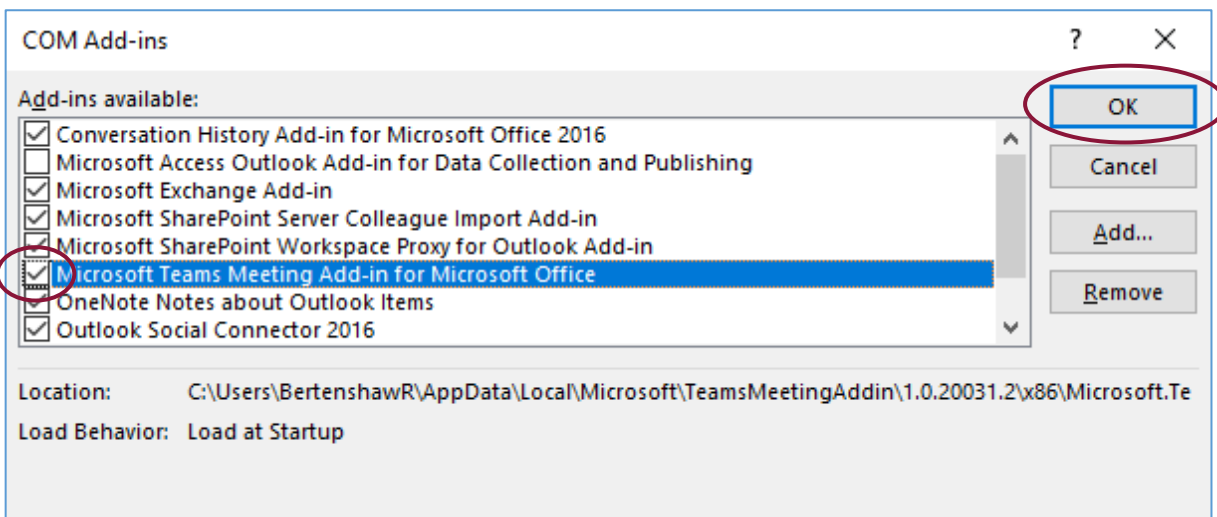 COM Add-ins
?
Add-ins available:
Conversation History Add-in for Microsoft Office 2016
Microsoft Access Outlook Add-in for Data Collection and Publishing
Microsoft Exchange Add-in
Microsoft SharePoint Server Colleague Import Add-in
Microsoft SharePoint Workspace Proxy for Outlook Add-in
Microsoft Teams Meeting Add-in for Microsoft Office
OneNote Notes about Outlook Items
Outlook Social Connector 2016
OK
Cancel
Add...
Remove
Location: C:\Users\BertenshawR\AppData\Local\Microsoft\TeamsMeetingAddin\1.0.20031.2\x86\Microsoft.Te
Load Behavior: Load at Startup